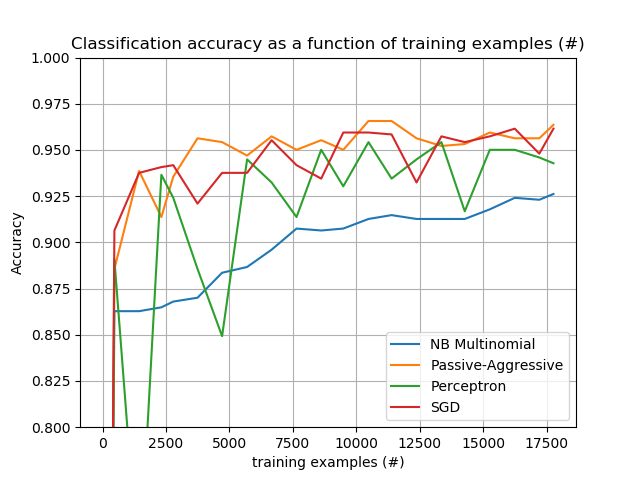 Classification accuracy as a function of training examples (#)
1.000
0.975
0.950
0.925
0.900
0.875
0.850
0.825
0.800
Accuracy
NB Multinomial
Passive-Aggressive
Perceptron
SGD
0 2500 5000 7500 10000 12500 15000 17500
training examples (#)